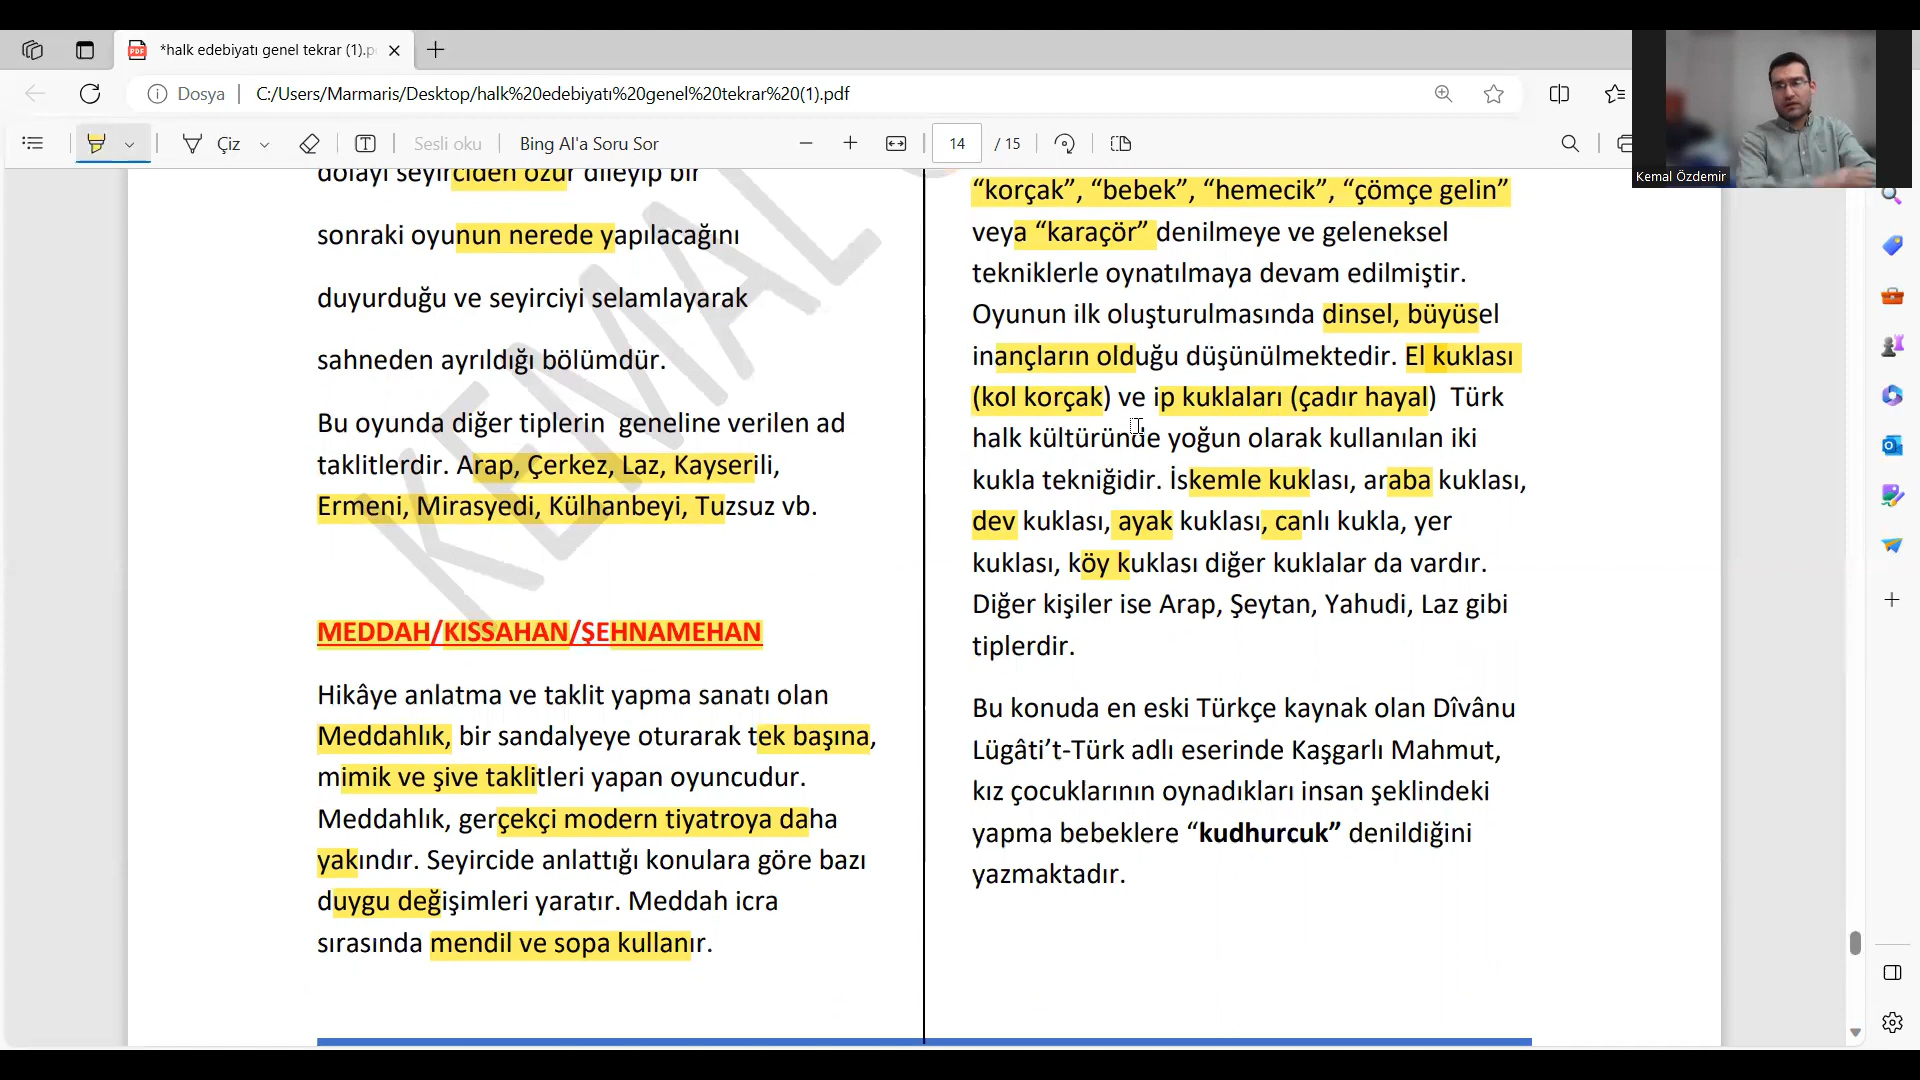 *halk edebiyatı genel tekrar (1).p
Dosya
C:/Users/Marmaris/Desktop/halk%20edebiyatı%20genel%20tekrar%20(1).pdf
Çiz
Sesli oku
Bing AI'a Soru Sor
14
/ 15
Kemal Özdemir
dolayı seyirciden özür dileyip bir
sonraki oyunun nerede yapılacağını
duyurduğu ve seyirciyi selamlayarak
sahneden ayrıldığı bölümdür.
Bu oyunda diğer tiplerin geneline verilen ad
taklitlerdir. Arap, Çerkez, Laz, Kayserili,
Ermeni, Mirasyedi, Külhanbeyi, Tuzsuz vb.
MEDDAH/KISSAHAN/ŞEHNAMEHAN
Hikâye anlatma ve taklit yapma sanatı olan
Meddahlık, bir sandalyeye oturarak tek başına,
mimik ve şive taklitleri yapan oyuncudur.
Meddahlık, gerçekçi modern tiyatroya daha
yakındır. Seyircide anlattığı konulara göre bazı
duygu değişimleri yaratır. Meddah icra
sırasında mendil ve sopa kullanır.
“korçak”, “bebek”, “hemecik”, “çömçe gelin”
veya “karaçör” denilmeye ve geleneksel
tekniklerle oynatılmaya devam edilmiştir.
Oyunun ilk oluşturulmasında dinsel, büyüsel
inançların olduğu düşünülmektedir. El kuklası
(kol korçak) ve ip kuklaları (çadır hayal) Türk
halk kültüründe yoğun olarak kullanılan iki
kukla tekniğidir. İskemle kuklası, araba kuklası,
dev kuklası, ayak kuklası, canlı kukla, yer
kuklası, köy kuklası diğer kuklalar da vardır.
Diğer kişiler ise Arap, Şeytan, Yahudi, Laz gibi
tiplerdir.
Bu konuda en eski Türkçe kaynak olan Dîvânu
Lügâti’t-Türk adlı eserinde Kaşgarlı Mahmut,
kız çocuklarının oynadıkları insan şeklindeki
yapma bebeklere “kudhurcuk” denildiğini
yazmaktadır.
KEMAL